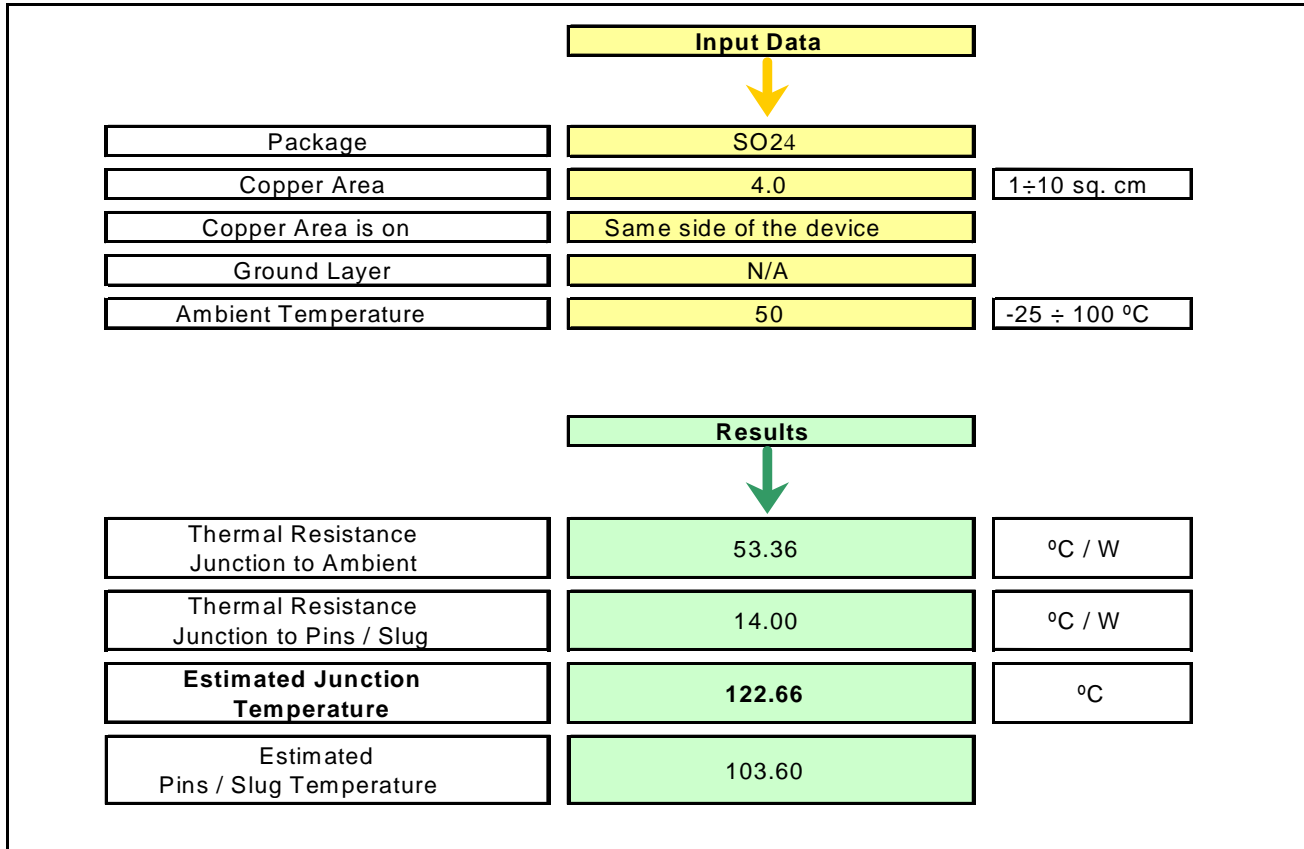 Input Data
Package
SO24
Copper Area
4.0
1÷10 sq. cm
Copper Area is on
Same side of the device
Ground Layer
N/A
Ambient Temperature
50
-25 ÷ 100 ºC
Results
Thermal Resistance
Junction to Ambient
53.36
ºC / W
Thermal Resistance
Junction to Pins / Slug
14.00
ºC / W
Estimated Junction
Temperature
122.66
ºC
Estimated
Pins / Slug Temperature
103.60